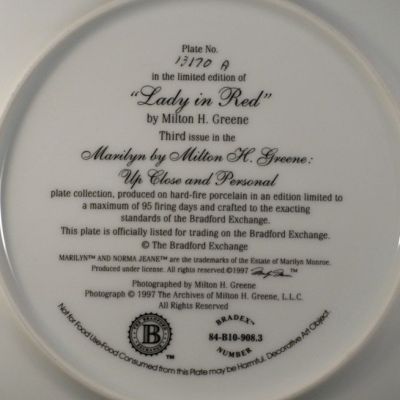 Plate No.
13170 A
in the limited edition of
"Lady in Red"
by Milton H. Greene
Third issue in the
Marilyn by Milton H. Greene:
Up Close and Personal
plate collection, produced on hard-fire porcelain in an edition limited to
a maximum of 95 firing days and crafted to the exacting
standards of the Bradford Exchange.
This plate is officially listed for trading on the Bradford Exchange.
© The Bradford Exchange
MARILYN™ AND NORMA JEANE™ are the trademarks of the Estate of Marilyn Monroe.
Produced under license. All rights reserved ©1997 ™
Photographed by Milton H. Greene
Photograph © 1997 The Archives of Milton H. Greene, L.L.C.
All Rights Reserved
B
™
BRADEX™
84-B10-908.3
NUMBER
Not for Food Use-Food Consumed from this Plate may be Harmful. Decorative Art Object.